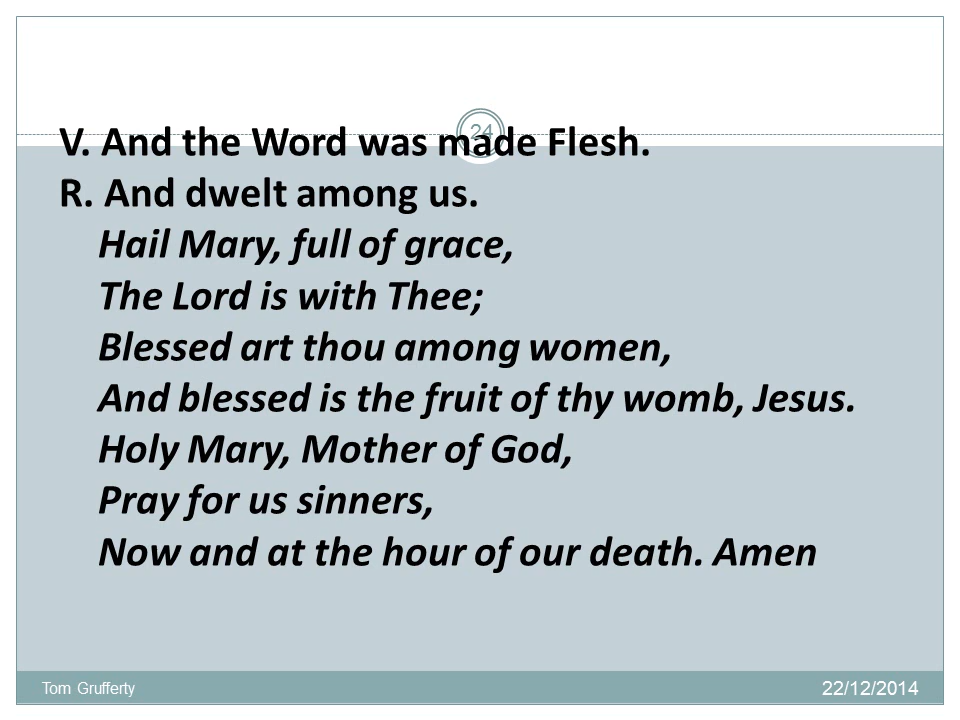 24
V. And the Word was made Flesh.
R. And dwelt among us.
Hail Mary, full of grace,
The Lord is with Thee;
Blessed art thou among women,
And blessed is the fruit of thy womb, Jesus.
Holy Mary, Mother of God,
Pray for us sinners,
Now and at the hour of our death. Amen
Tom Grufferty
22/12/2014